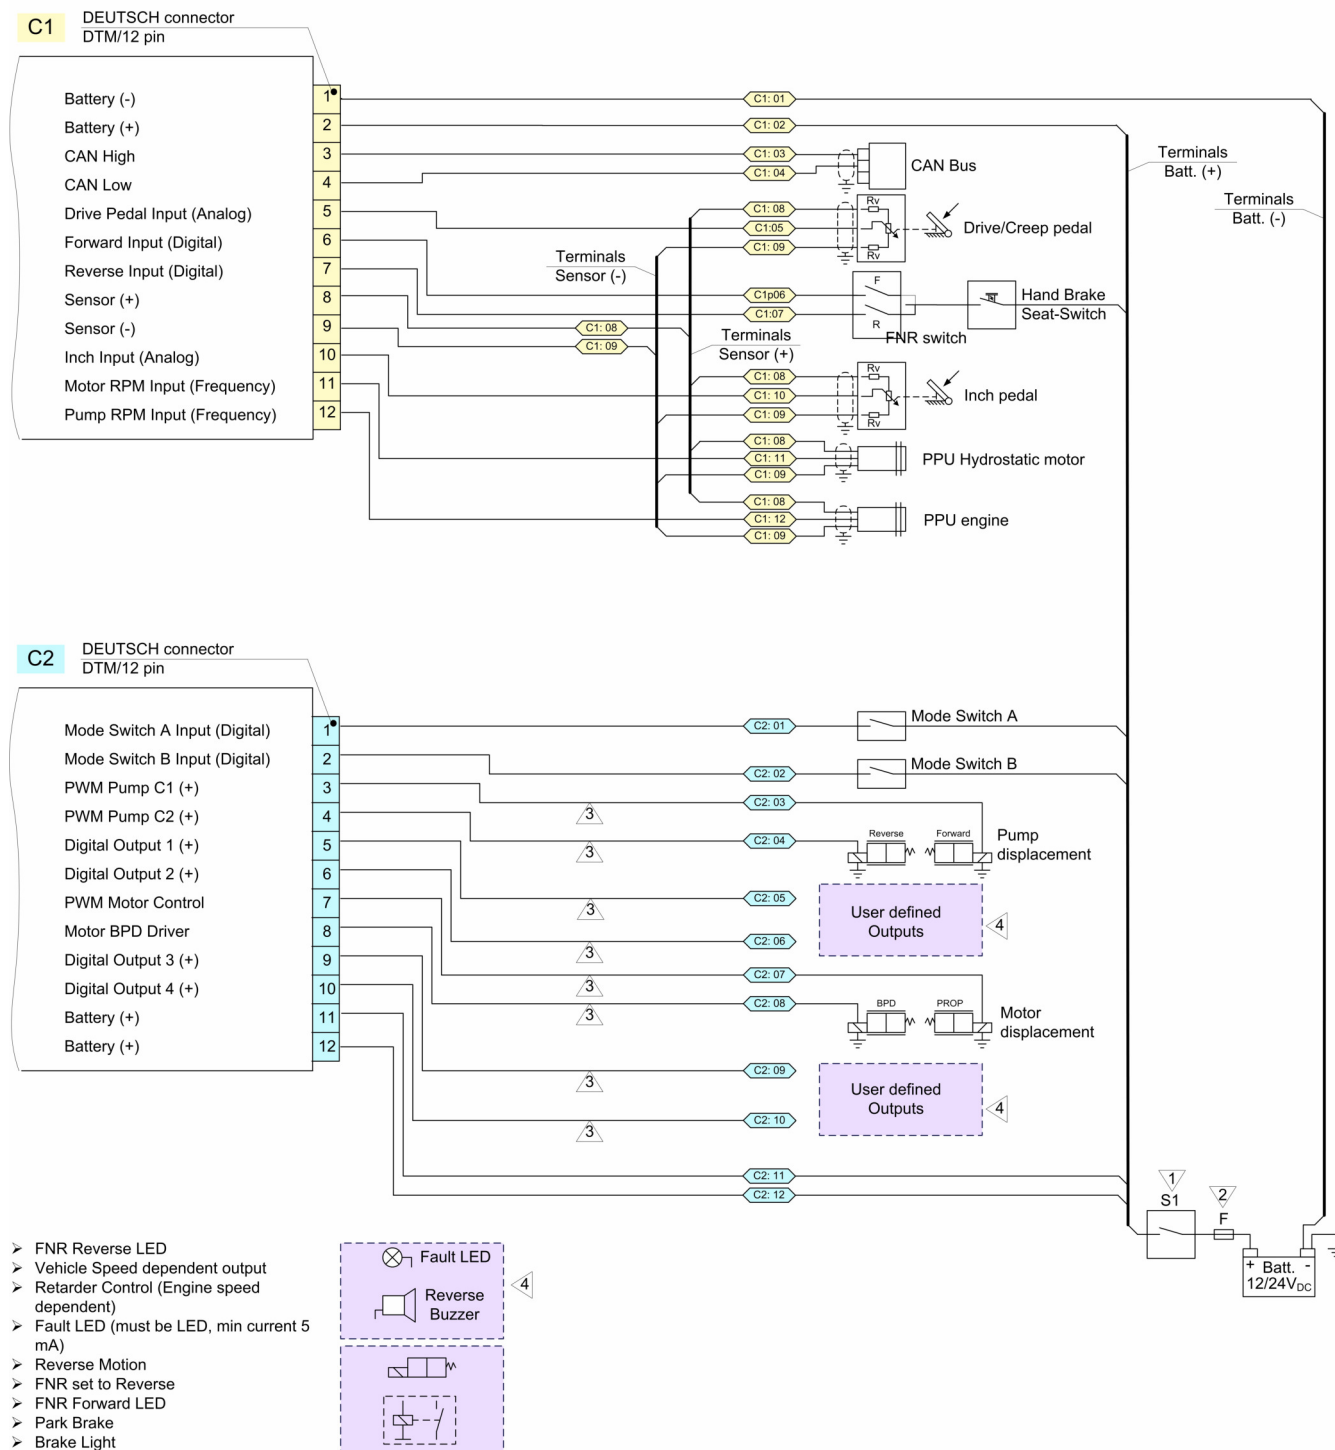 C1
DEUTSCH connector
DTM/12 pin
Battery (-)
1
Battery (+)
2
CAN High
3
CAN Low
4
Drive Pedal Input (Analog)
5
Forward Input (Digital)
6
Reverse Input (Digital)
7
Sensor (+)
8
Sensor (-)
9
Inch Input (Analog)
10
Motor RPM Input (Frequency)
11
Pump RPM Input (Frequency)
12
C1: 01
C1: 02
C1: 03
C1: 04
CAN Bus
C1: 08
C1:05
C1: 09
Rv
Rv
Drive/Creep pedal
Terminals
Sensor (-)
C1p06
C1:07
F
R
FNR switch
Hand Brake
Seat-Switch
C1: 08
C1: 09
Terminals
Sensor (+)
C1: 08
C1: 10
C1: 09
Rv
Rv
Inch pedal
C1: 08
C1: 11
C1: 09
PPU Hydrostatic motor
C1: 08
C1: 12
C1: 09
PPU engine
Terminals
Batt. (+)
Terminals
Batt. (-)
C2
DEUTSCH connector
DTM/12 pin
Mode Switch A Input (Digital)
1
Mode Switch B Input (Digital)
2
PWM Pump C1 (+)
3
PWM Pump C2 (+)
4
Digital Output 1 (+)
5
Digital Output 2 (+)
6
PWM Motor Control
7
Motor BPD Driver
8
Digital Output 3 (+)
9
Digital Output 4 (+)
10
Battery (+)
11
Battery (+)
12
C2: 01
Mode Switch A
C2: 02
Mode Switch B
3
C2: 03
3
C2: 04
Reverse
Forward
Pump
displacement
3
C2: 05
User defined
Outputs
4
3
C2: 06
3
C2: 07
3
C2: 08
BPD
PROP
Motor
displacement
3
C2: 09
User defined
Outputs
4
3
C2: 10
C2: 11
C2: 12
1
S1
2
F
+ Batt. -
12/24VDC
➢ FNR Reverse LED
➢ Vehicle Speed dependent output
➢ Retarder Control (Engine speed
dependent)
➢ Fault LED (must be LED, min current 5
mA)
➢ Reverse Motion
➢ FNR set to Reverse
➢ FNR Forward LED
➢ Park Brake
➢ Brake Light
Fault LED
Reverse
Buzzer
4